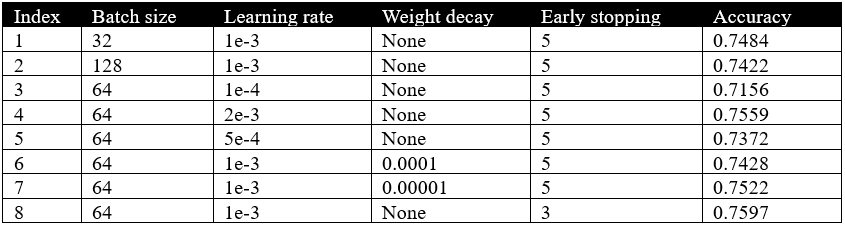 Index Batch size Learning rate Weight decay Early stopping Accuracy
1 32 1e-3 None 5 0.7484
2 128 1e-3 None 5 0.7422
3 64 1e-4 None 5 0.7156
4 64 2e-3 None 5 0.7559
5 64 5e-4 None 5 0.7372
6 64 1e-3 0.0001 5 0.7428
7 64 1e-3 0.00001 5 0.7522
8 64 1e-3 None 3 0.7597